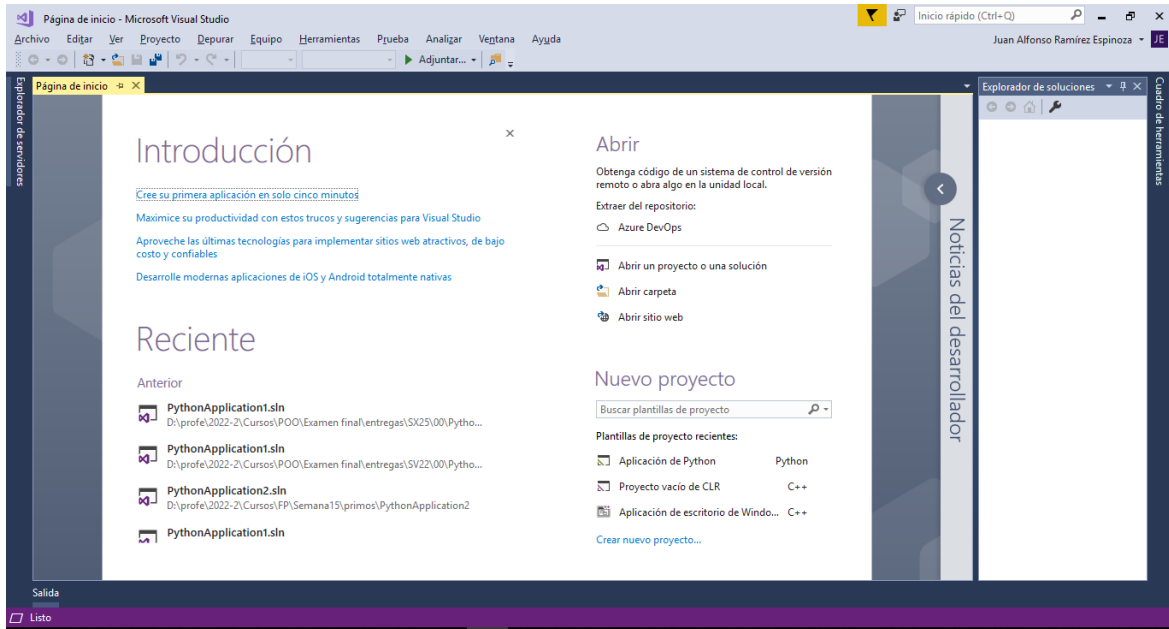 Página de inicio - Microsoft Visual Studio
Inicio rápido (Ctrl+Q)
Archivo Editar Ver Proyecto Depurar Equipo Herramientas Prueba Analizar Ventana Ayuda
Juan Alfonso Ramírez Espinoza JE
Adjuntar...
Explorador de servidores
Página de inicio
Introducción
Cree su primera aplicación en solo cinco minutos
Maximice su productividad con estos trucos y sugerencias para Visual Studio
Aproveche las últimas tecnologías para implementar sitios web atractivos, de bajo
costo y confiables
Desarrolle modernas aplicaciones de iOS y Android totalmente nativas
Reciente
Anterior
PythonApplication1.sln
D:\profe\2022-2\Cursos\POO\Examen final\entregas\SX25\00\Pytho...
PythonApplication1.sln
D:\profe\2022-2\Cursos\POO\Examen final\entregas\SV22\00\Pytho...
PythonApplication2.sln
D:\profe\2022-2\Cursos\FP\Semana15\primos\PythonApplication2
PythonApplication1.sln
Abrir
Obtenga código de un sistema de control de versión
remoto o abra algo en la unidad local.
Extraer del repositorio:
Azure DevOps
Abrir un proyecto o una solución
Abrir carpeta
Abrir sitio web
Nuevo proyecto
Buscar plantillas de proyecto
Plantillas de proyecto recientes:
Aplicación de Python Python
Proyecto vacío de CLR C++
Aplicación de escritorio de Windo... C++
Crear nuevo proyecto...
Noticias del desarrollador
Explorador de soluciones
Cuadro de herramientas
Salida
Listo